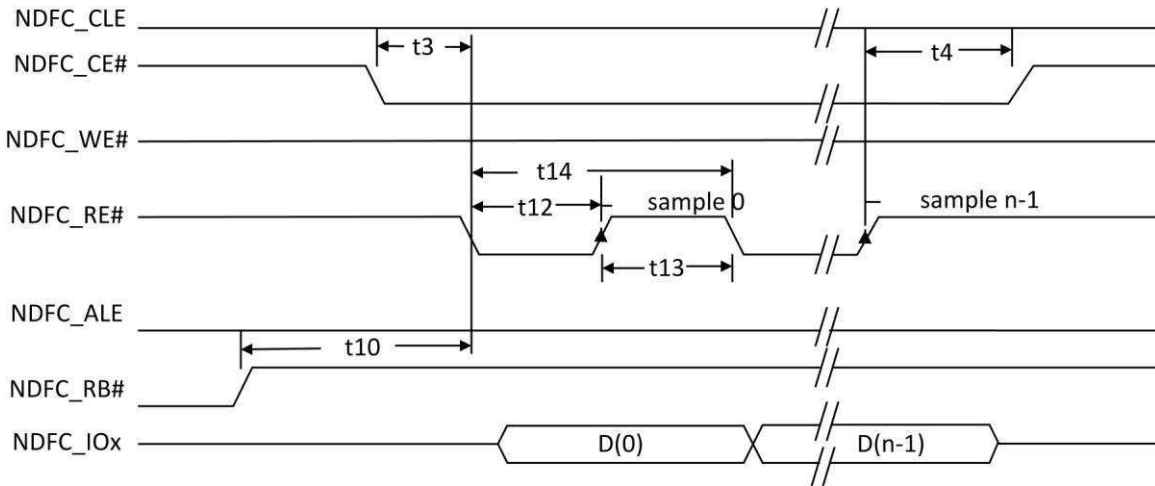 NDFC_CLE
t3
t4
NDFC_CE#
NDFC_WE#
t14
t12
sample 0
sample n-1
NDFC_RE#
t13
NDFC_ALE
t10
NDFC_RB#
NDFC_IOx
D(0)
D(n-1)